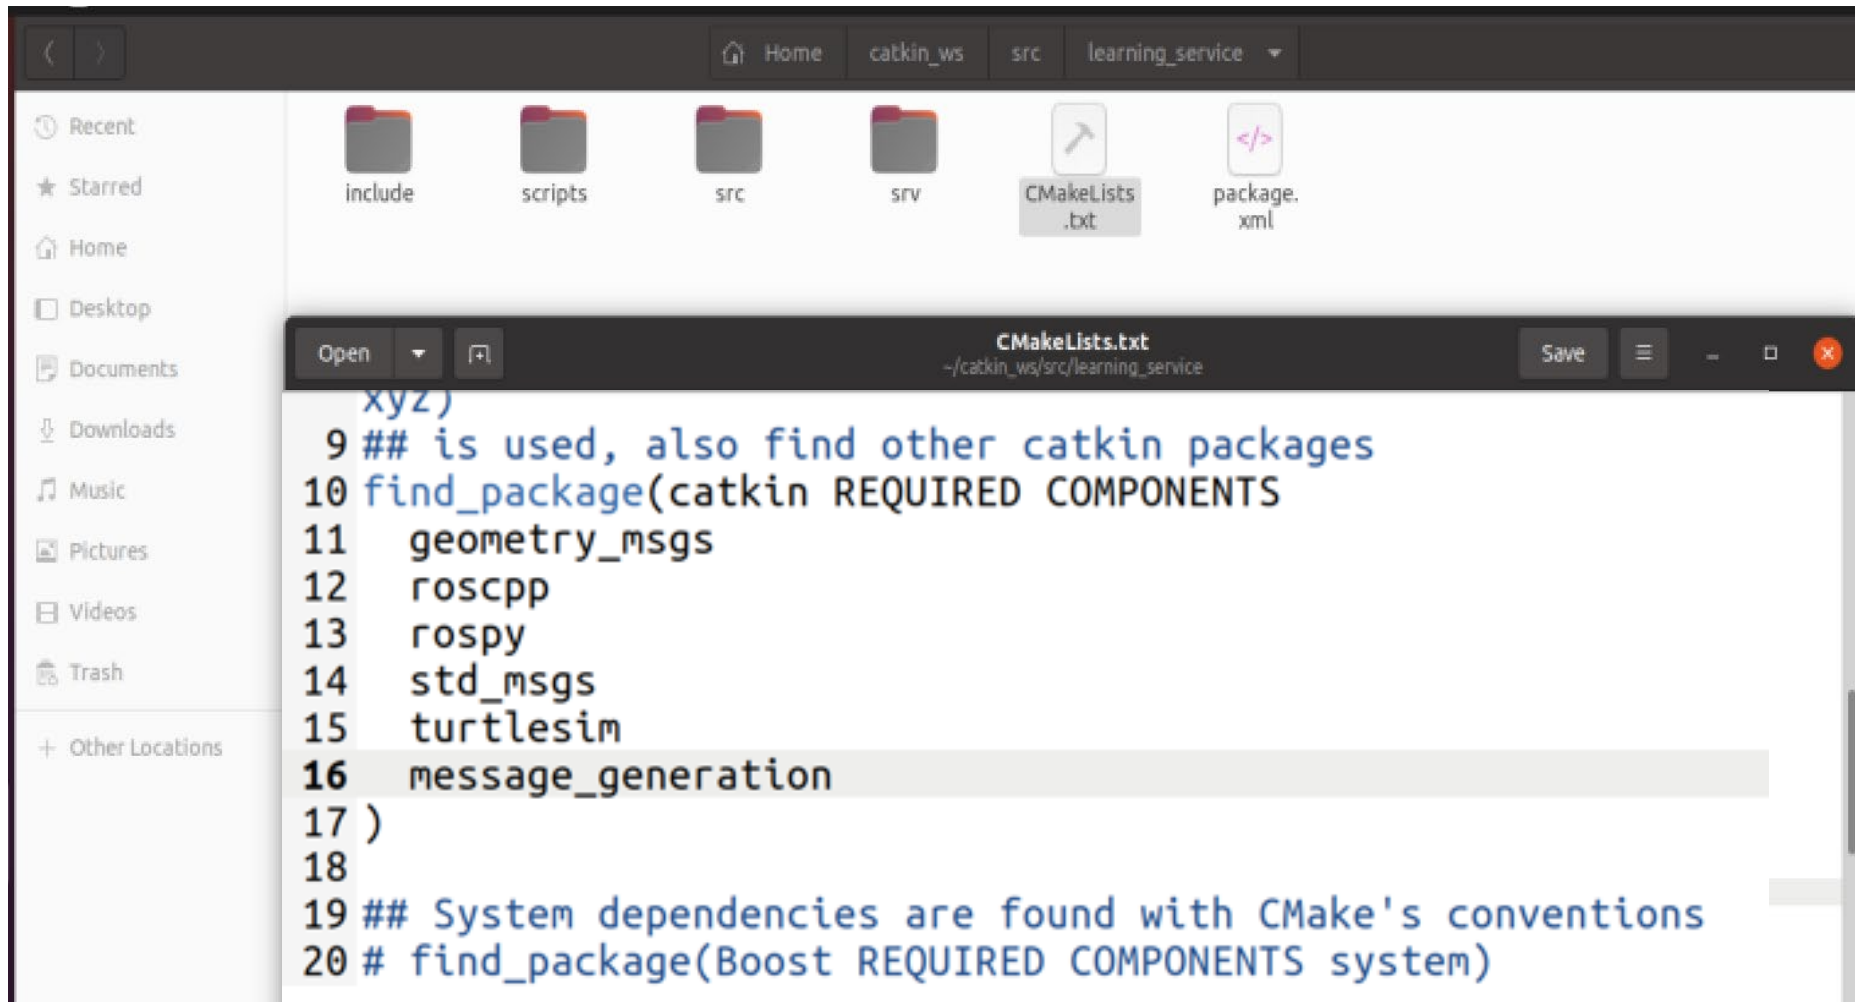 Home catkin_ws src learning_service
Recent
Starred
Home
Desktop
Documents
Downloads
Music
Pictures
Videos
Trash
+ Other Locations
include
scripts
src
srv
CMakeLists
.txt
</>
package.
xml
Open
CMakeLists.txt
~/catkin_ws/src/learning_service
Save
xyz)
9 ## is used, also find other catkin packages
10 find_package(catkin REQUIRED COMPONENTS
11 geometry_msgs
12 roscpp
13 rospy
14 std_msgs
15 turtlesim
16 message_generation
17 )
18
19 ## System dependencies are found with CMake's conventions
20 # find_package(Boost REQUIRED COMPONENTS system)